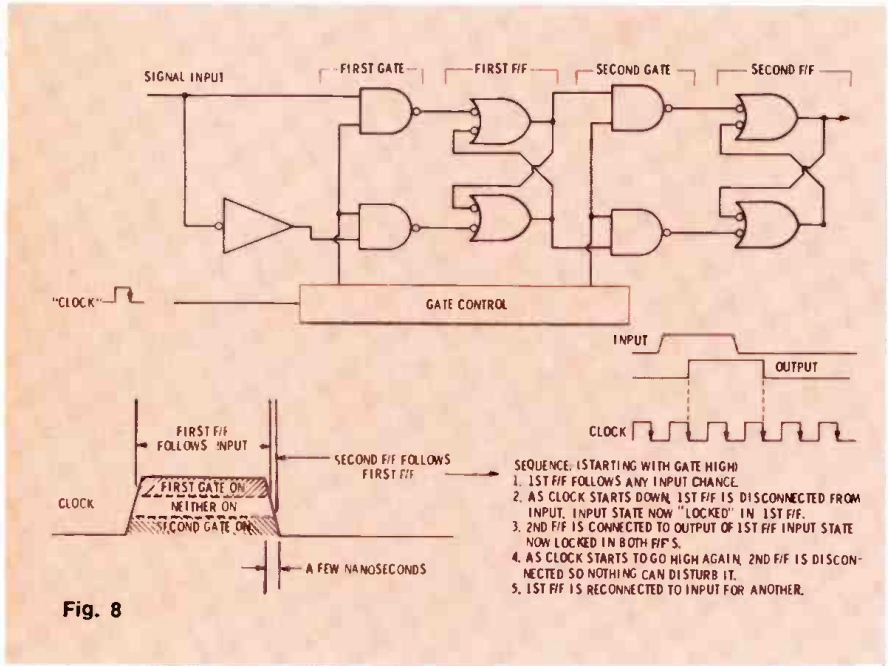 FIRST GATE
FIRST F/F
SECOND GATE
SECOND F/F
SIGNAL INPUT
"CLOCK"
GATE CONTROL
INPUT
OUTPUT
CLOCK
FIRST F/F
FOLLOWS INPUT
SECOND F/F FOLLOWS
FIRST F/F
CLOCK
FIRST GATE ON
NEITHER ON
SECOND GATE ON
A FEW NANOSECONDS
SEQUENCE, (STARTING WITH GATE HIGH)
1. 1ST F/F FOLLOWS ANY INPUT CHANGE.
2. AS CLOCK STARTS DOWN, 1ST F/F IS DISCONNECTED FROM
INPUT. INPUT STATE NOW "LOCKED" IN 1ST F/F.
3. 2ND F/F IS CONNECTED TO OUTPUT OF 1ST F/F INPUT STATE
NOW LOCKED IN BOTH F/F'S.
4. AS CLOCK STARTS TO GO HIGH AGAIN, 2ND F/F IS DISCON-
NECTED SO NOTHING CAN DISTURB IT.
5. 1ST F/F IS RECONNECTED TO INPUT FOR ANOTHER.
Fig. 8